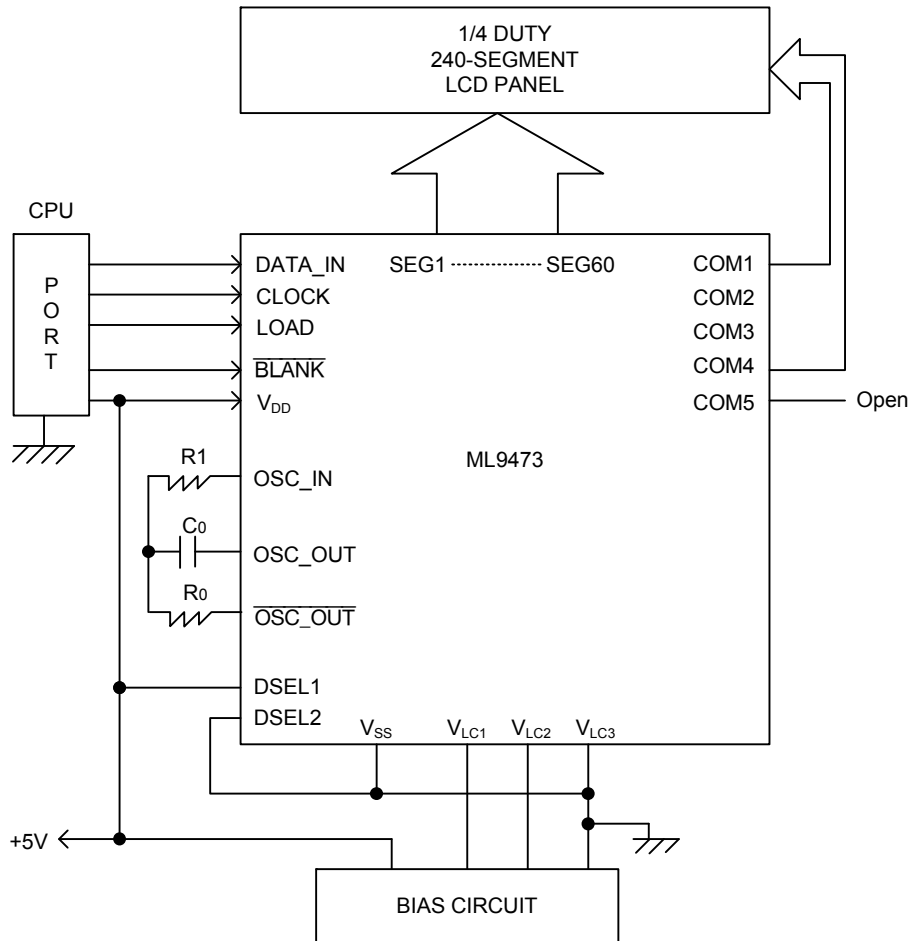 1/4 DUTY
240-SEGMENT
LCD PANEL
CPU
PORT
DATA_IN
CLOCK
LOAD
BLANK
VDD
SEG1 SEG60
COM1
COM2
COM3
COM4
COM5
Open
ML9473
R1
OSC_IN
C0
OSC_OUT
R0
OSC_OUT
DSEL1
DSEL2
VSS
VLC1
VLC2
VLC3
+5V
BIAS CIRCUIT